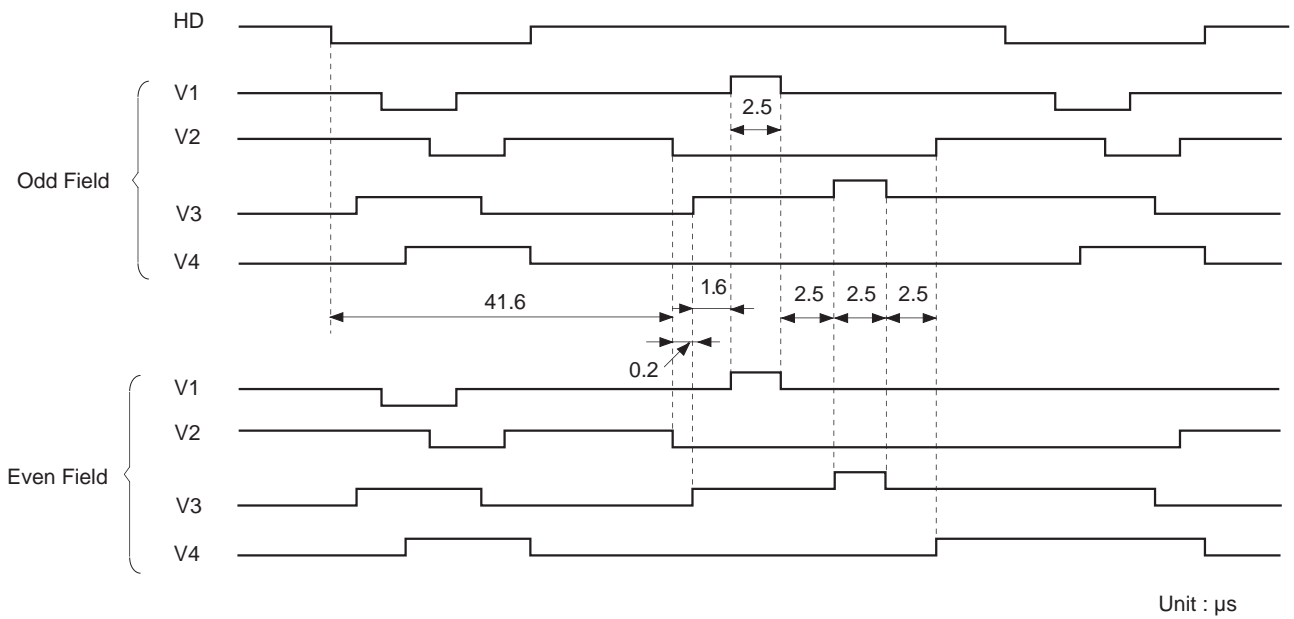 HD
V1
2.5
V2
Odd Field
V3
V4
1.6
2.5 2.5 2.5
41.6
0.2
V1
V2
Even Field
V3
V4
Unit : μs